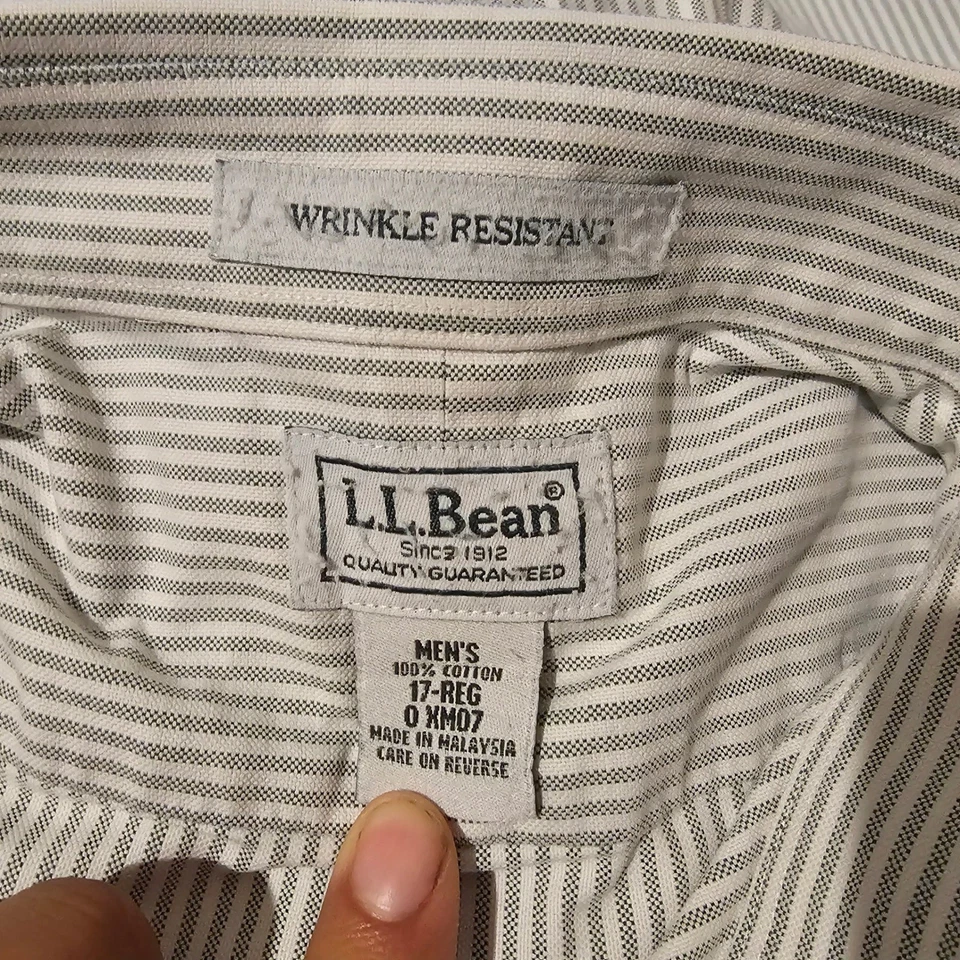 WRINKLE RESISTANT
L.L.Bean®
Since 1912
QUALITY GUARANTEED
MEN'S
100% COTTON
17-REG
0 XM07
MADE IN MALAYSIA
CARE ON REVERSE